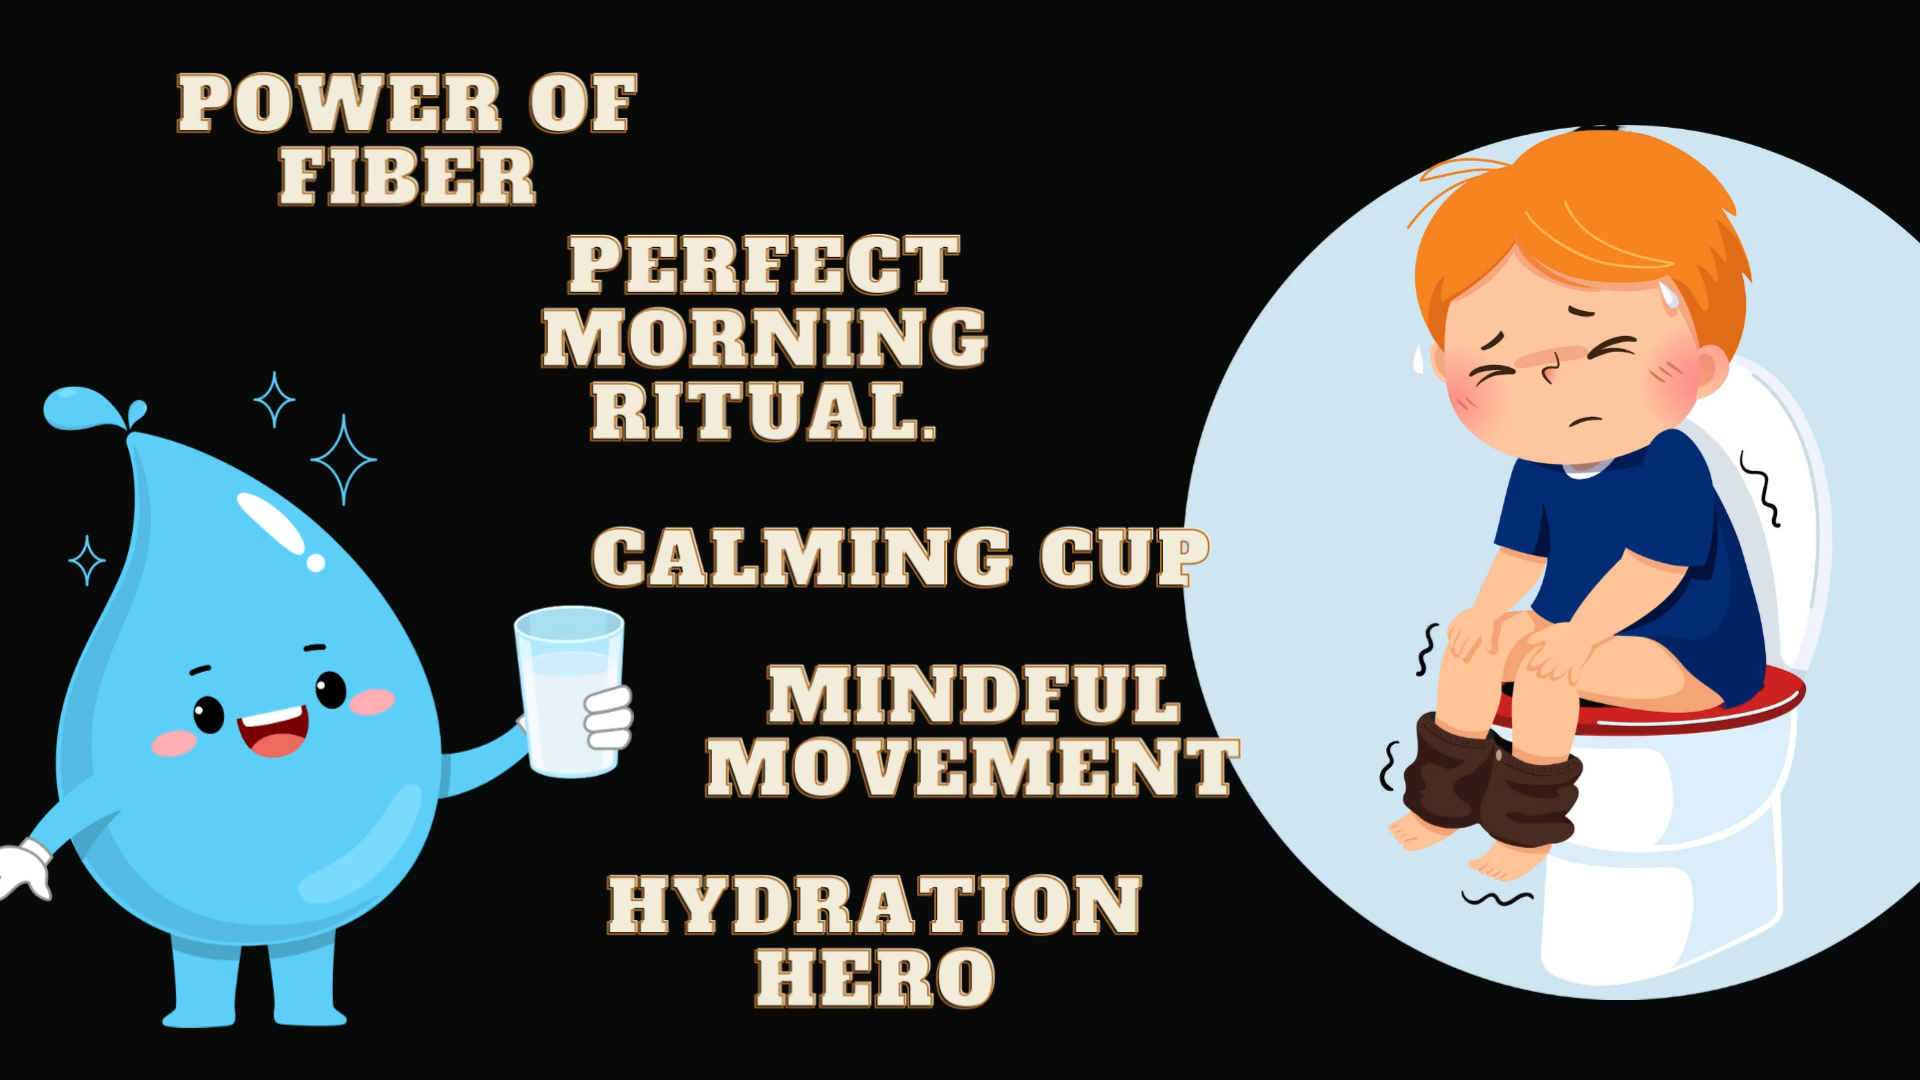 POWER OF
FIBER
PERFECT
MORNING
RITUAL.
CALMING CUP
MINDFUL
MOVEMENT
HYDRATION
HERO